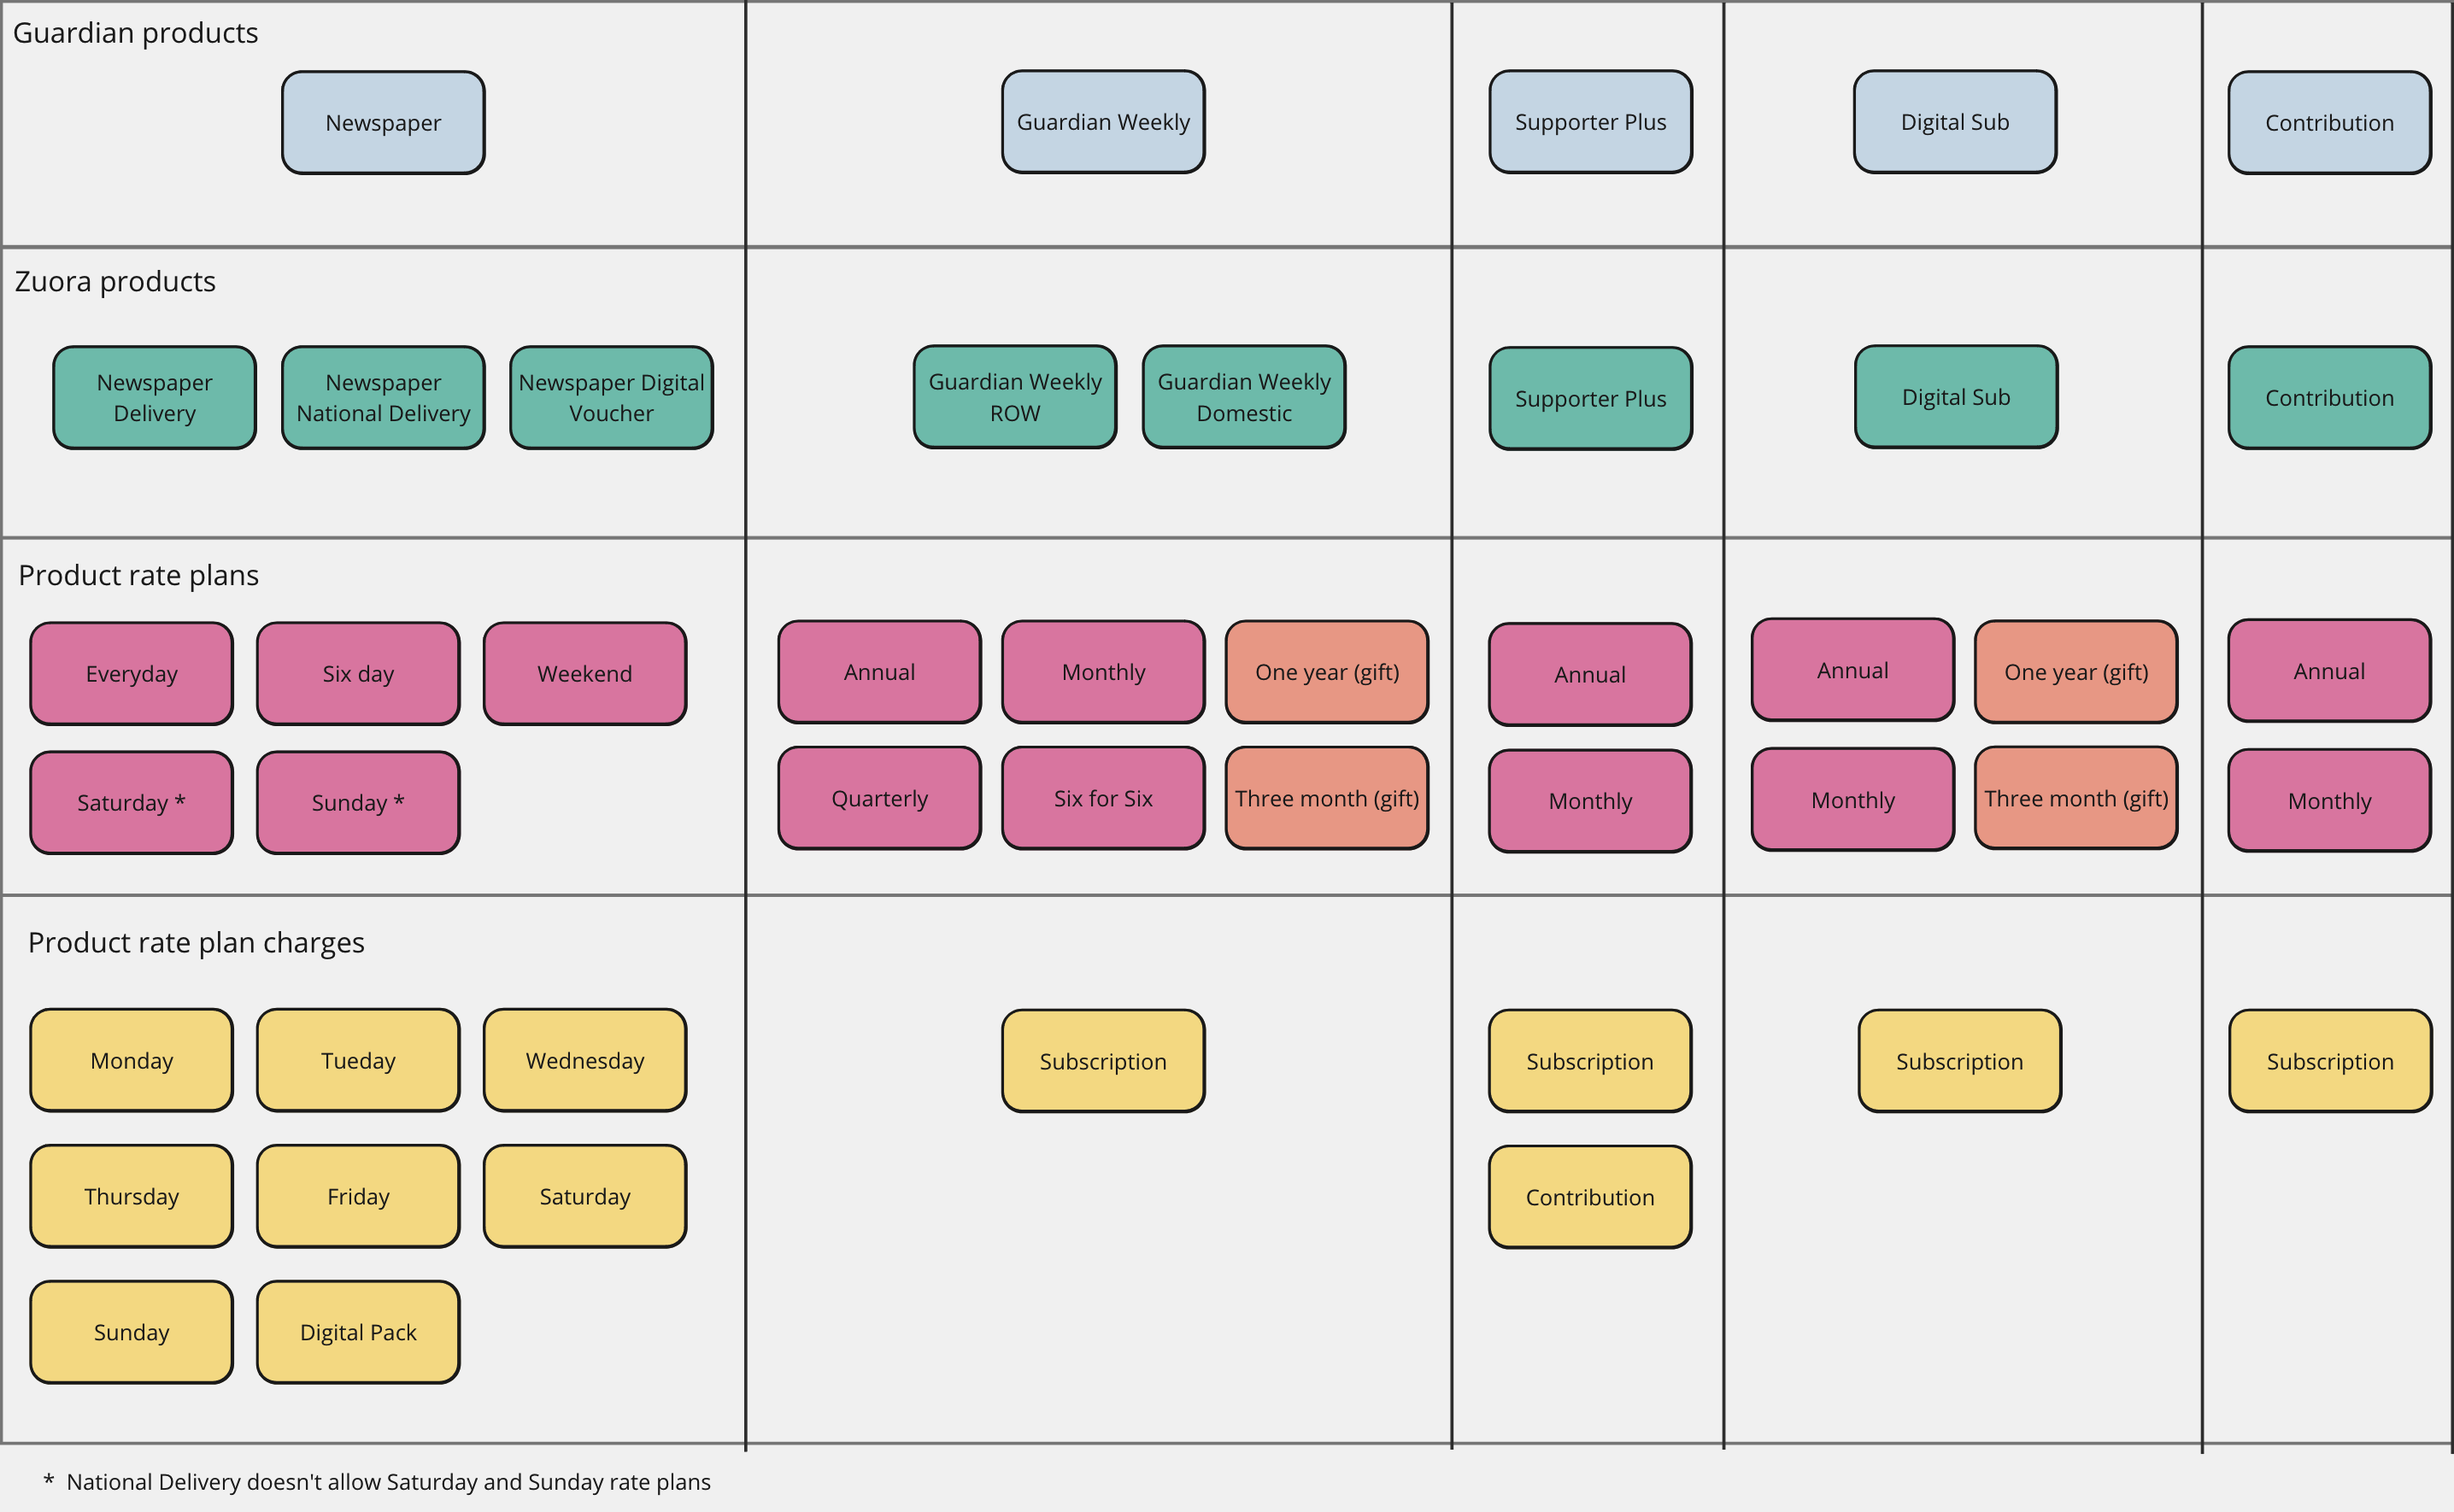 Guardian products
Newspaper
Guardian Weekly
Supporter Plus
Digital Sub
Contribution
Zuora products
Newspaper
Delivery
Newspaper
National Delivery
Newspaper Digital
Voucher
Guardian Weekly
ROW
Guardian Weekly
Domestic
Supporter Plus
Digital Sub
Contribution
Product rate plans
Everyday
Six day
Weekend
Saturday *
Sunday *
Annual
Monthly
One year (gift)
Quarterly
Six for Six
Three month (gift)
Annual
Monthly
Annual
One year (gift)
Monthly
Three month (gift)
Annual
Monthly
Product rate plan charges
Monday
Tueday
Wednesday
Thursday
Friday
Saturday
Sunday
Digital Pack
Subscription
Subscription
Contribution
Subscription
Subscription
* National Delivery doesn't allow Saturday and Sunday rate plans